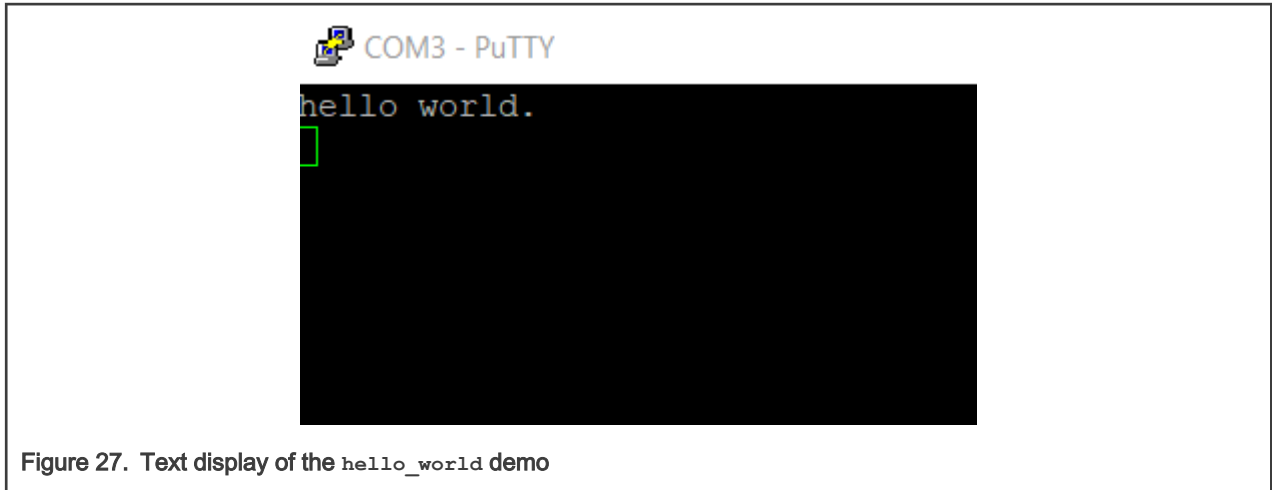 COM3 - PuTTY
hello world.
Figure 27. Text display of the hello_world demo